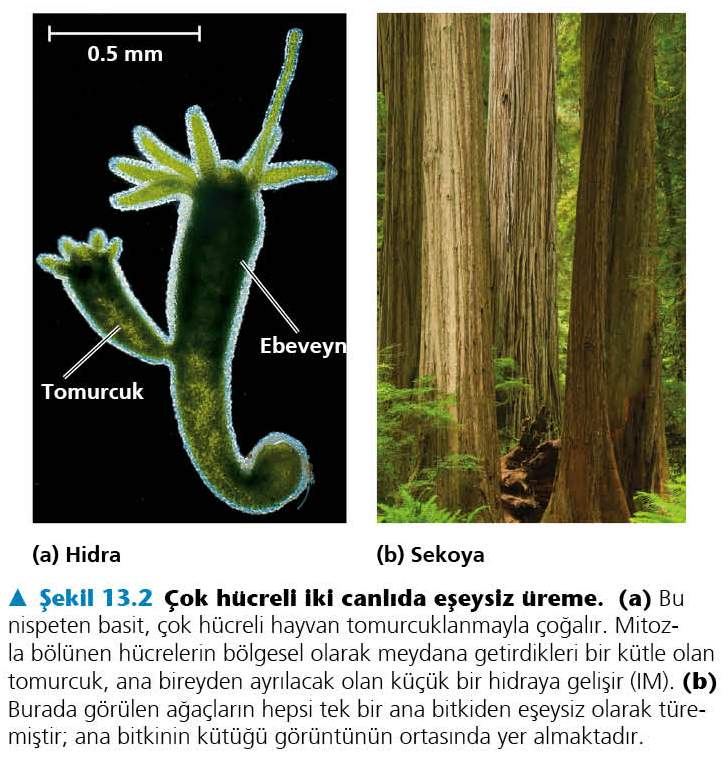 0.5 mm
Ebeveyn
Tomurcuk
(a) Hidra
(b) Sekoya
▲ Şekil 13.2 Çok hücreli iki canlıda eşeysiz üreme. (a) Bu
nispeten basit, çok hücreli hayvan tomurcuklanmayla çoğalır. Mitoz-
la bölünen hücrelerin bölgesel olarak meydana getirdikleri bir kütle olan
tomurcuk, ana bireyden ayrılacak olan küçük bir hidraya gelişir (IM). (b)
Burada görülen ağaçların hepsi tek bir ana bitkiden eşeysiz olarak türe-
miştir; ana bitkinin kütüğü görüntünün ortasında yer almaktadır.